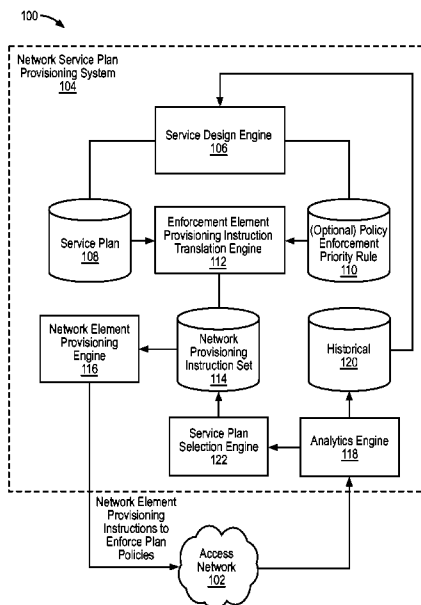 100
Network Service Plan
Provisioning System
104
Service Design Engine
106
Service Plan
108
Enforcement Element
Provisioning Instruction
Translation Engine
112
(Optional) Policy
Enforcement
Priority Rule
110
Network Element
Provisioning
Engine
116
Network
Provisioning
Instruction Set
114
Historical
120
Service Plan
Selection Engine
122
Analytics Engine
118
Network Element
Provisioning
Instructions to
Enforce Plan
Policies
Access
Network
102